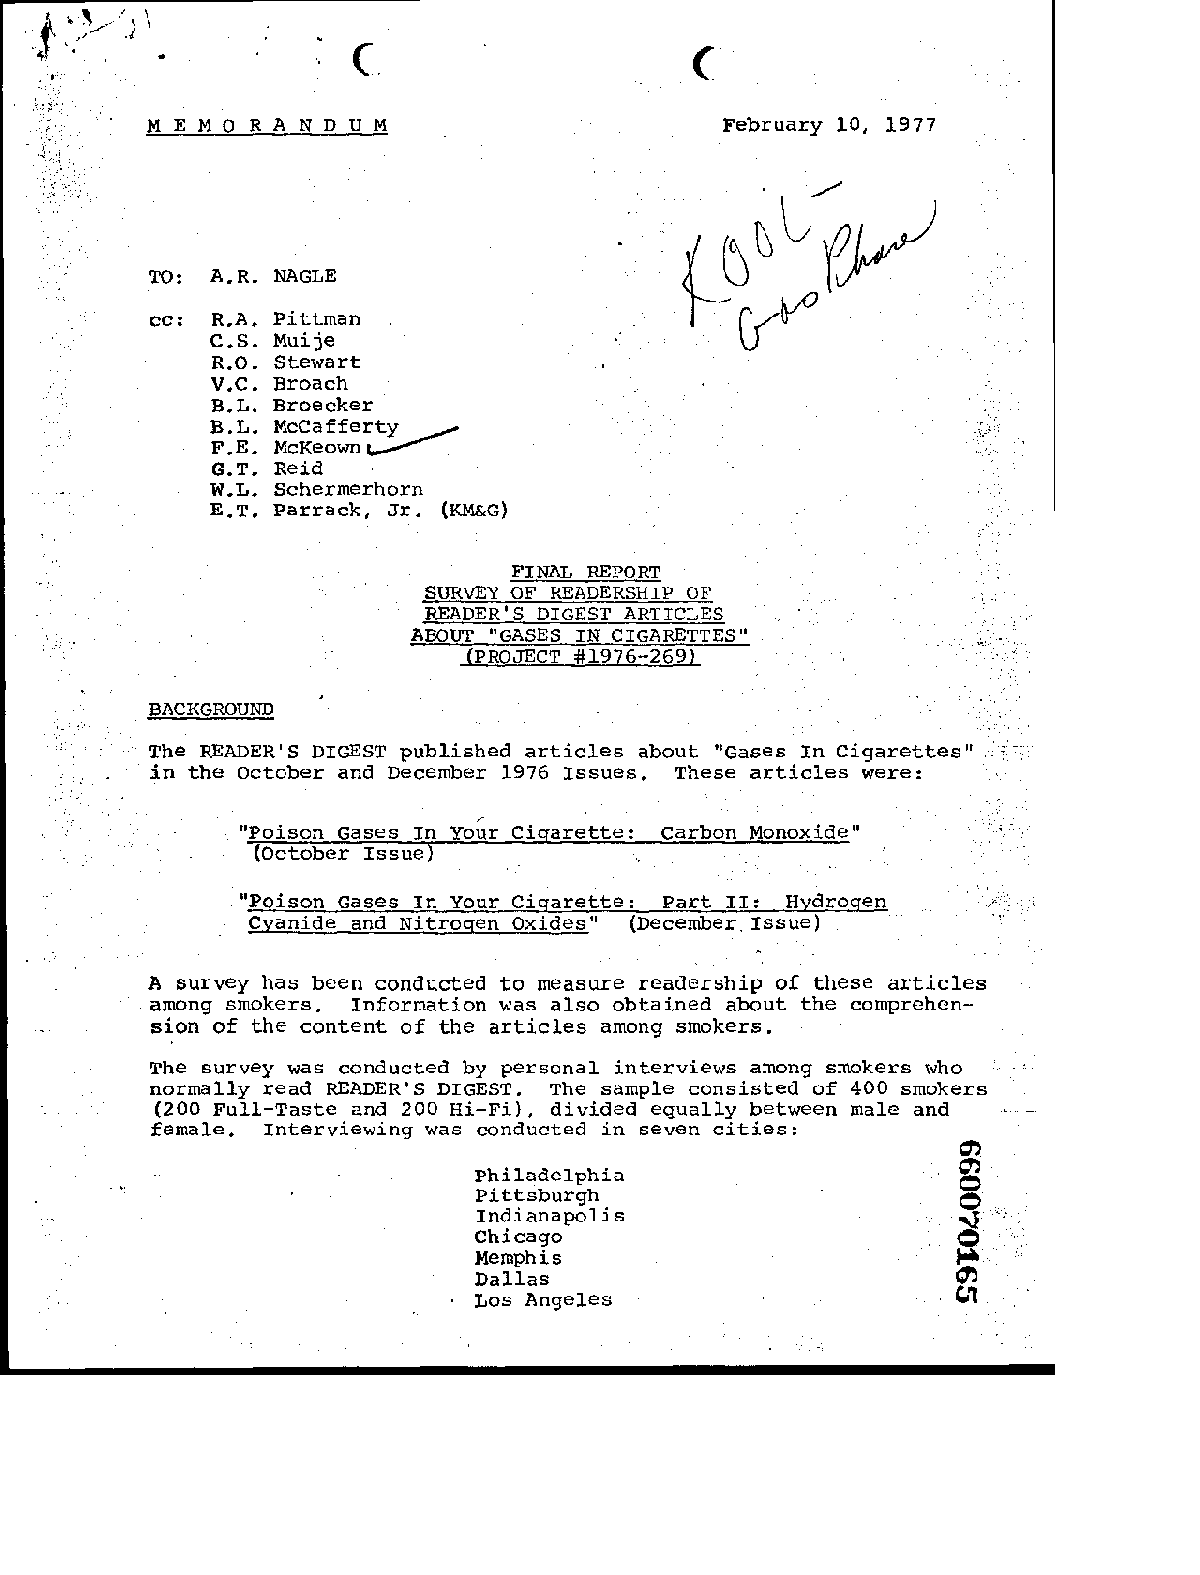 M E M O R A N D U M
February 10, 1977
KOOL -
Gas Phase
TO: A.R. NAGLE
cc: R.A. Pittman
C.S. Muije
R.O. Stewart
V.C. Broach
B.L. Broecker
B.L. McCafferty
F.E. McKeown
G.T. Reid
W.L. Schermerhorn
E.T. Parrack, Jr. (KM&G)
FINAL REPORT
SURVEY OF READERSHIP OF
READER'S DIGEST ARTICLES
ABOUT "GASES IN CIGARETTES"
(PROJECT #1976-269)
BACKGROUND
The READER'S DIGEST published articles about "Gases In Cigarettes"
in the October and December 1976 Issues. These articles were:
"Poison Gases In Your Cigarette: Carbon Monoxide"
(October Issue)
"Poison Gases In Your Cigarette: Part II: Hydrogen
Cyanide and Nitrogen Oxides" (December Issue)
A survey has been conducted to measure readership of these articles
among smokers. Information was also obtained about the comprehen-
sion of the content of the articles among smokers.
The survey was conducted by personal interviews among smokers who
normally read READER'S DIGEST. The sample consisted of 400 smokers
(200 Full-Taste and 200 Hi-Fi), divided equally between male and
female. Interviewing was conducted in seven cities:
Philadelphia
Pittsburgh
Indianapolis
Chicago
Memphis
Dallas
Los Angeles
660070165